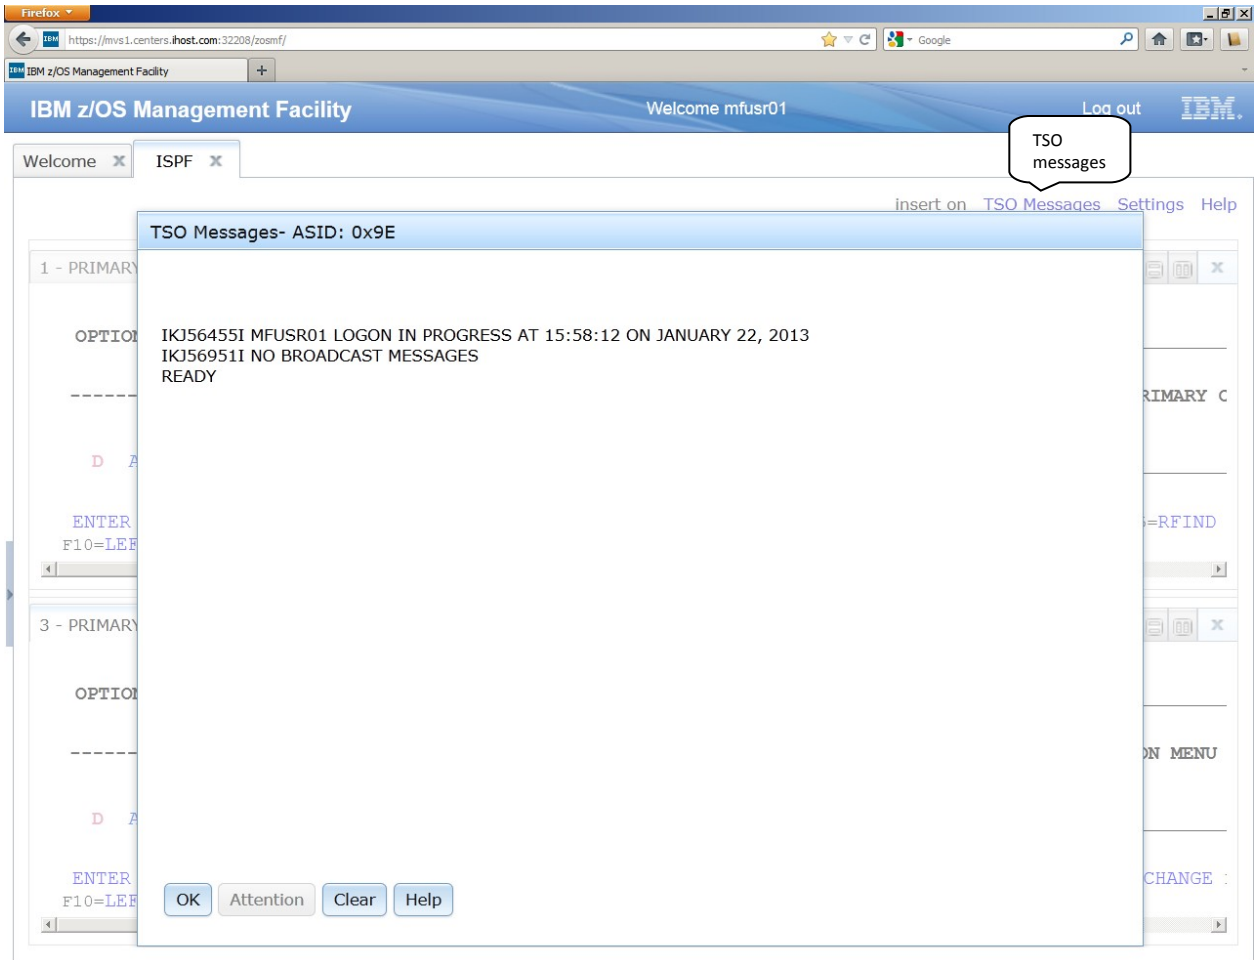 Firefox
https://mvs1.centers.ihost.com:32208/zosmf/
Google
IBM z/OS Management Facility
IBM z/OS Management Facility
Welcome mfusr01
Log out
IBM.
TSO
messages
Welcome x
ISPF x
insert on TSO Messages Settings Help
TSO Messages- ASID: 0x9E
1 - PRIMARY
x
IKJ56455I MFUSR01 LOGON IN PROGRESS AT 15:58:12 ON JANUARY 22, 2013
OPTION
IKJ56951I NO BROADCAST MESSAGES
READY
------
RIMARY
D A
ENTER
=RFIND
F10=LEF
3 - PRIMARY
x
OPTION
------
ON MENU
D A
ENTER
CHANGE
F10=LEF
OK Attention Clear Help